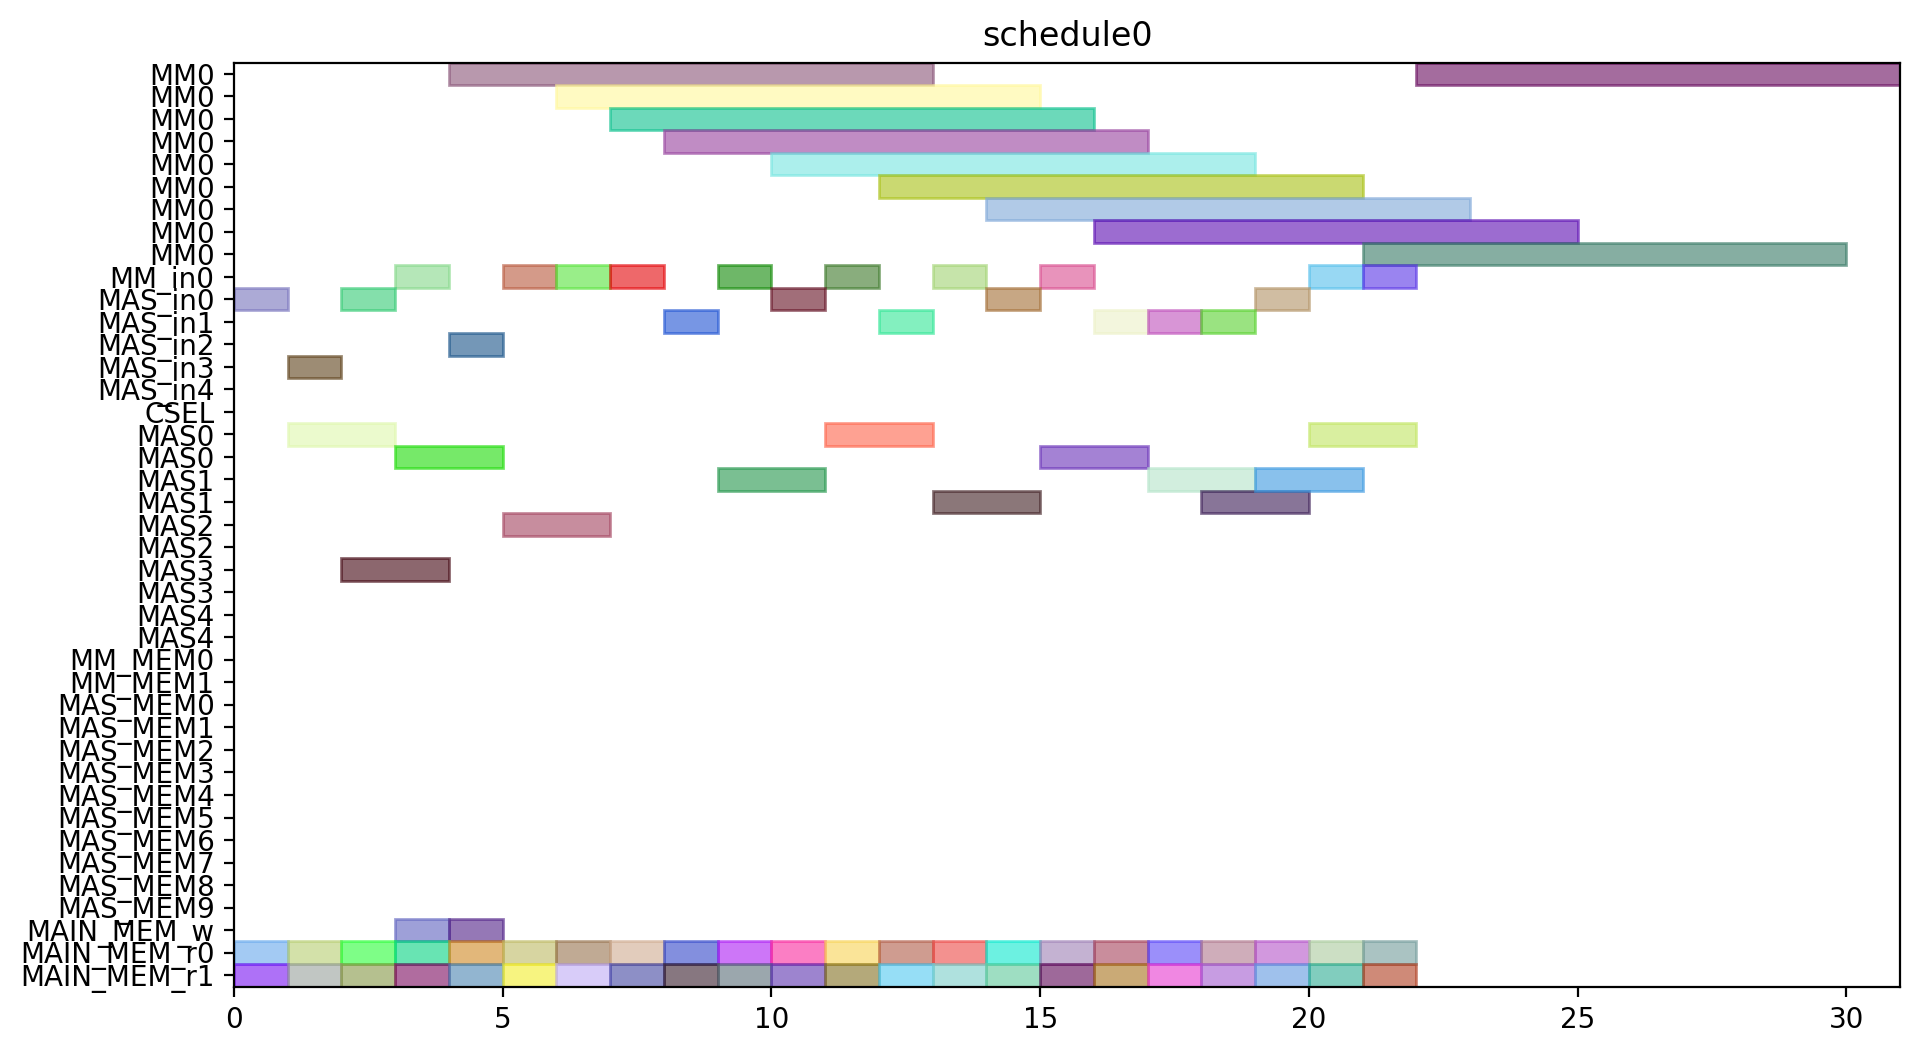 schedule0
MM0
MM0
MM0
MM0
MM0
MM0
MM0
MM0
MM0
MM_in0
MAS_in0
MAS_in1
MAS_in2
MAS_in3
MAS_in4
CSEL
MAS0
MAS0
MAS1
MAS1
MAS2
MAS2
MAS3
MAS3
MAS4
MAS4
MM_MEM0
MM_MEM1
MAS_MEM0
MAS_MEM1
MAS_MEM2
MAS_MEM3
MAS_MEM4
MAS_MEM5
MAS_MEM6
MAS_MEM7
MAS_MEM8
MAS_MEM9
MAIN_MEM_w
MAIN_MEM_r0
MAIN_MEM_r1
0 5 10 15 20 25 30